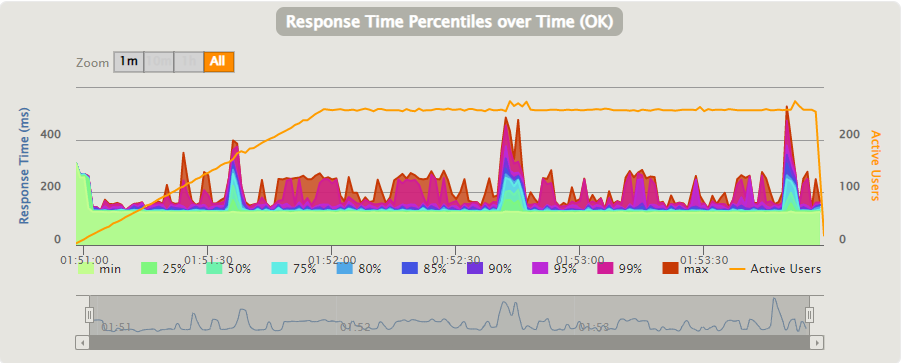 Response Time Percentiles over Time (OK)
Zoom 1m 10m 1h All
Response Time (ms)
400
200
0
Active Users
200
100
0
01:51:00 01:51:30 01:52:00 01:52:30 01:53:00 01:53:30
min 25% 50% 75% 80% 85% 90% 95% 99% max Active Users
01:51 01:52 01:53